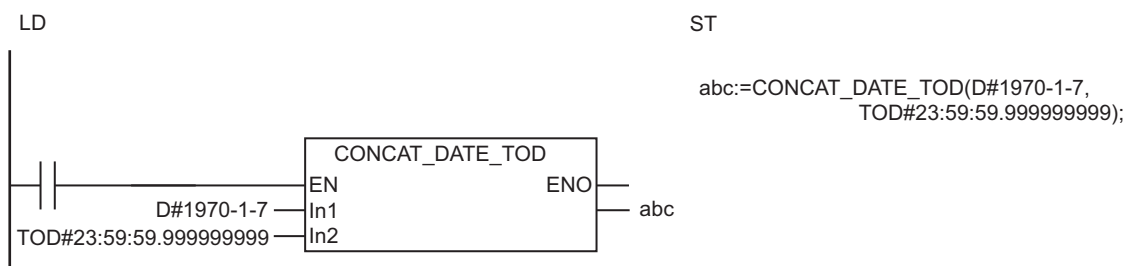 LD
ST
abc:=CONCAT_DATE_TOD(D#1970-1-7,
TOD#23:59:59.999999999);
CONCAT_DATE_TOD
EN ENO
D#1970-1-7 In1 abc
TOD#23:59:59.999999999 In2